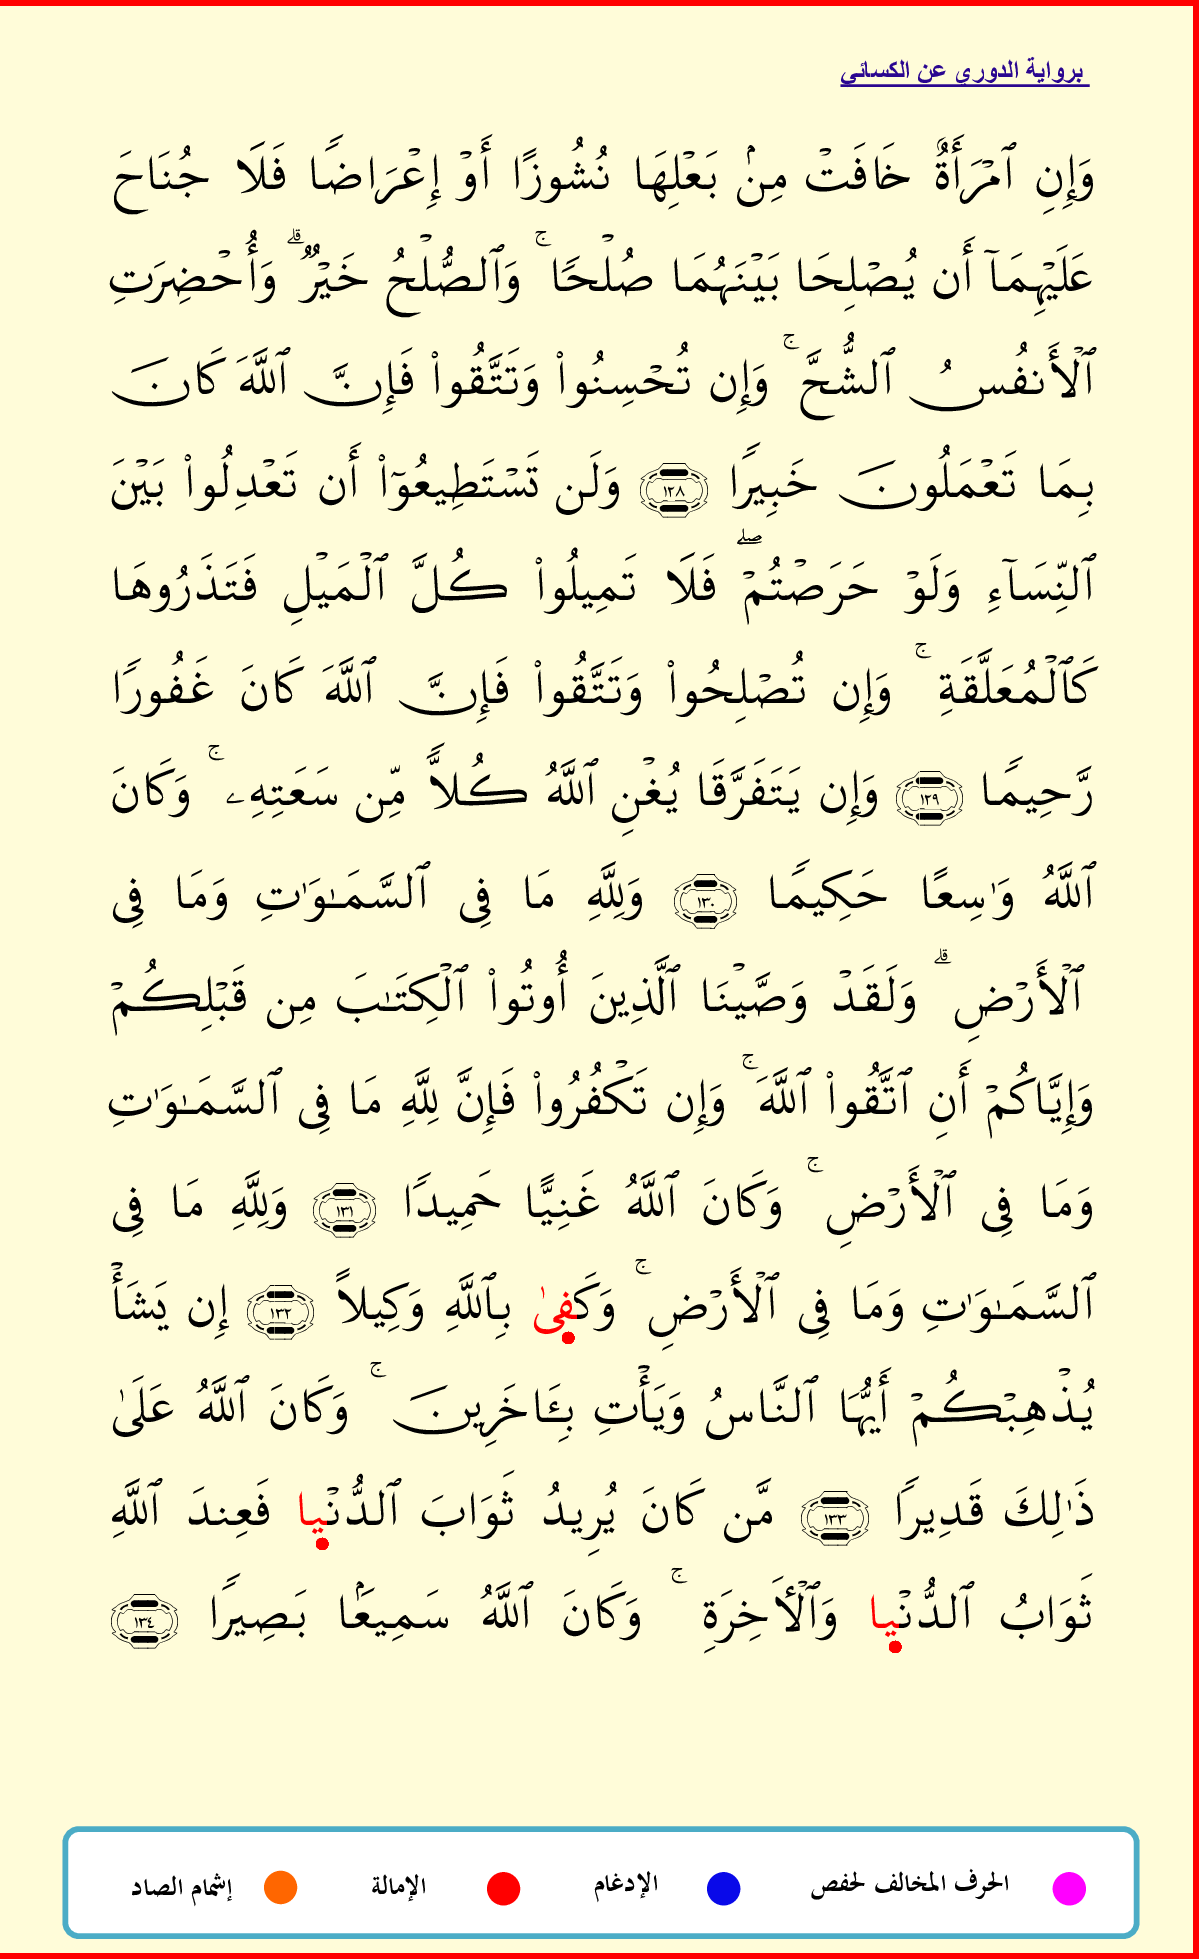 برواية الدوري عن الكسائي
وَإِنِ ٱمۡرَأَةٌ خَافَتۡ مِنۢ بَعۡلِهَا نُشُوزًا أَوۡ إِعۡرَاضًا فَلَا جُنَاحَ
عَلَيۡهِمَآ أَن يُصۡلِحَا بَيۡنَهُمَا صُلۡحًاۚ وَٱلصُّلۡحُ خَيۡرٌۗ وَأُحۡضِرَتِ
ٱلۡأَنفُسُ ٱلشُّحَّۚ وَإِن تُحۡسِنُواْ وَتَتَّقُواْ فَإِنَّ ٱللَّهَ كَانَ
بِمَا تَعۡمَلُونَ خَبِيرًا ١٢٨ وَلَن تَسۡتَطِيعُوٓاْ أَن تَعۡدِلُواْ بَيۡنَ
ٱلنِّسَآءِ وَلَوۡ حَرَصۡتُمۡۖ فَلَا تَمِيلُواْ كُلَّ ٱلۡمَيۡلِ فَتَذَرُوهَا
كَٱلۡمُعَلَّقَةِۚ وَإِن تُصۡلِحُواْ وَتَتَّقُواْ فَإِنَّ ٱللَّهَ كَانَ غَفُورًا
رَّحِيمًا ١٢٩ وَإِن يَتَفَرَّقَا يُغۡنِ ٱللَّهُ كُلاًّ مِّن سَعَتِهِۦۚ وَكَانَ
ٱللَّهُ وَٰسِعًا حَكِيمًا ١٣٠ وَلِلَّهِ مَا فِى ٱلسَّمَـٰوَٰتِ وَمَا فِى
ٱلۡأَرۡضِۗ وَلَقَدۡ وَصَّيۡنَا ٱلَّذِينَ أُوتُواْ ٱلۡكِتَـٰبَ مِن قَبۡلِكُمۡ
وَإِيَّاكُمۡ أَنِ ٱتَّقُواْ ٱللَّهَۚ وَإِن تَكۡفُرُواْ فَإِنَّ لِلَّهِ مَا فِى ٱلسَّمَـٰوَٰتِ
وَمَا فِى ٱلۡأَرۡضِۚ وَكَانَ ٱللَّهُ غَنِيًّا حَمِيدًا ١٣١ وَلِلَّهِ مَا فِى
ٱلسَّمَـٰوَٰتِ وَمَا فِى ٱلۡأَرۡضِۚ وَكَفِىٰ بِٱللَّهِ وَكِيلاً ١٣٢ إِن يَشَأۡ
يُذۡهِبۡكُمۡ أَيُّهَا ٱلنَّاسُ وَيَأۡتِ بِـَٔاخَرِينَۚ وَكَانَ ٱللَّهُ عَلَىٰ
ذَٰلِكَ قَدِيرًا ١٣٣ مَّن كَانَ يُرِيدُ ثَوَابَ ٱلدُّنۡيا فَعِندَ ٱللَّهِ
ثَوَابُ ٱلدُّنۡيا وَٱلۡأَخِرَةِۚ وَكَانَ ٱللَّهُ سَمِيعَۢا بَصِيرًا ١٣٤
الحرف المخالف لحفص الإدغام الإمالة إشمام الصاد